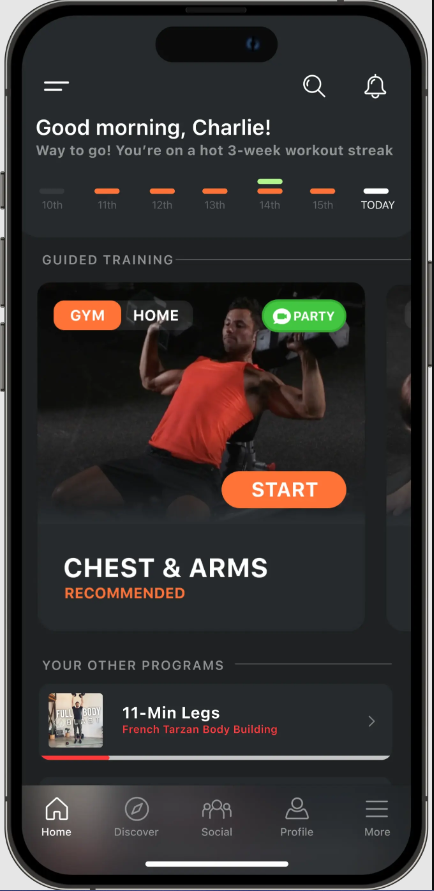 Good morning, Charlie!
Way to go! You're on a hot 3-week workout streak
10th 11th 12th 13th 14th 15th TODAY
GUIDED TRAINING
GYM HOME PARTY
START
CHEST & ARMS
RECOMMENDED
YOUR OTHER PROGRAMS
FULL BODY
11-Min Legs
French Tarzan Body Building
Home Discover Social Profile More